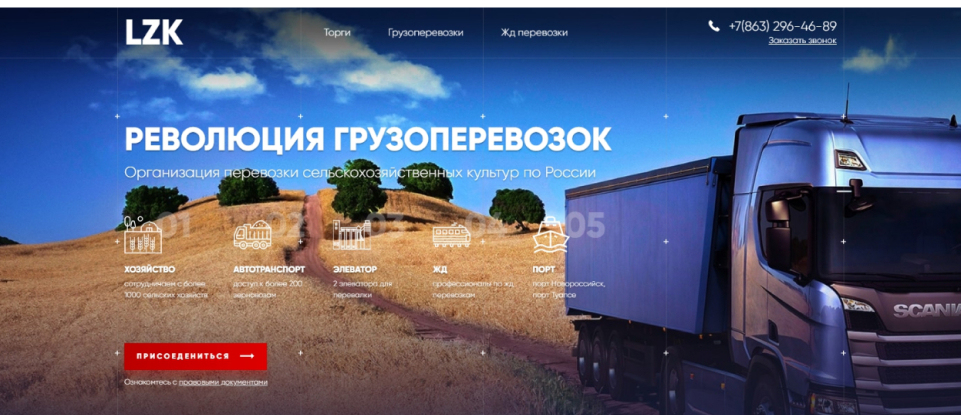 LZK
Торги Грузоперевозки Жд перевозки
+7(863) 296-46-89
Заказать звонок
РЕВОЛЮЦИЯ ГРУЗОПЕРЕВОЗОК
Организация перевозки сельскохозяйственных культур по России
01 02 03 04 05
ХОЗЯЙСТВО
сотрудничаем с более
1000 сельских хозяйств
АВТОТРАНСПОРТ
доступ к более 200
зерновозам
ЭЛЕВАТОР
2 элеватора для
перевалки
ЖД
профессионалы по жд
перевозкам
ПОРТ
порт Новороссийск,
порт Туапсе
SCANIA
ПРИСОЕДЕНИТЬСЯ
Ознакомтесь с правовыми документами